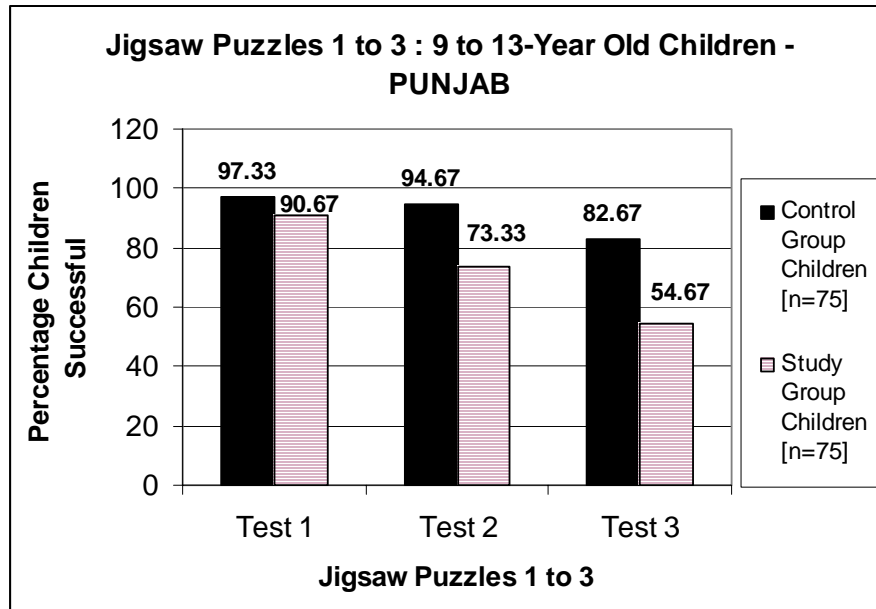 Jigsaw Puzzles 1 to 3 : 9 to 13-Year Old Children -
PUNJAB
Percentage Children
Successful
120
100
80
60
40
20
0
97.33
90.67
94.67
73.33
82.67
54.67
Test 1
Test 2
Test 3
Jigsaw Puzzles 1 to 3
Control
Group
Children
[n=75]
Study
Group
Children
[n=75]